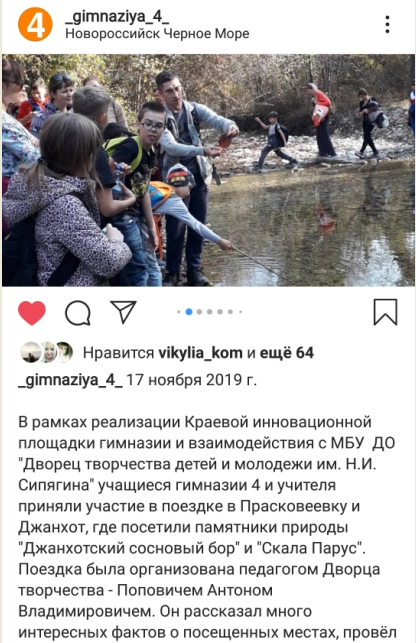 4
_gimnaziya_4_
Новороссийск Черное Море
Нравится vikylia_kom и ещё 64
_gimnaziya_4_ 17 ноября 2019 г.
В рамках реализации Краевой инновационной
площадки гимназии и взаимодействия с МБУ ДО
"Дворец творчества детей и молодежи им. Н.И.
Сипягина" учащиеся гимназии 4 и учителя
приняли участие в поездке в Прасковеевку и
Джанхот, где посетили памятники природы
"Джанхотский сосновый бор" и "Скала Парус".
Поездка была организована педагогом Дворца
творчества - Поповичем Антоном
Владимировичем. Он рассказал много
интересных фактов о посещенных местах, провёл